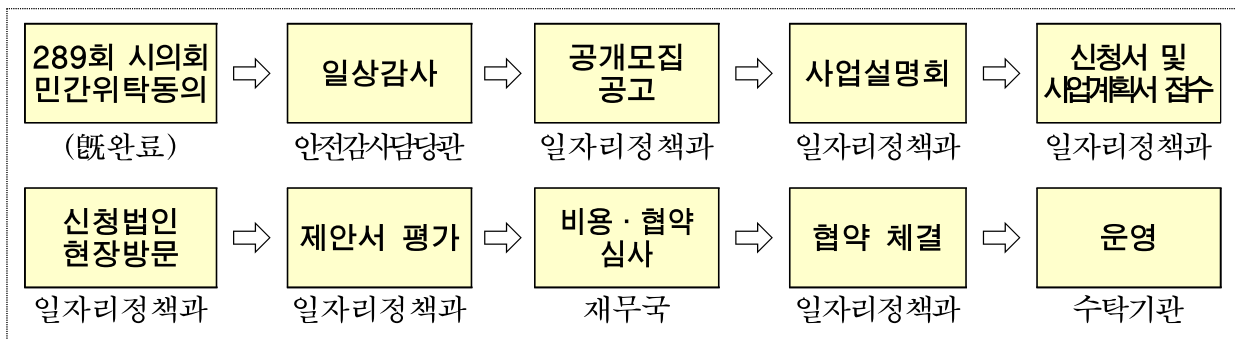 289회 시의회
민간위탁동의
일상감사
공개모집
공고
사업설명회
신청서 및
사업계획서 접수
(旣완료)
안전감사담당관
일자리정책과
일자리정책과
일자리정책과
신청법인
현장방문
제안서 평가
비용·협약
심사
협약 체결
운영
일자리정책과
일자리정책과
재무국
일자리정책과
수탁기관